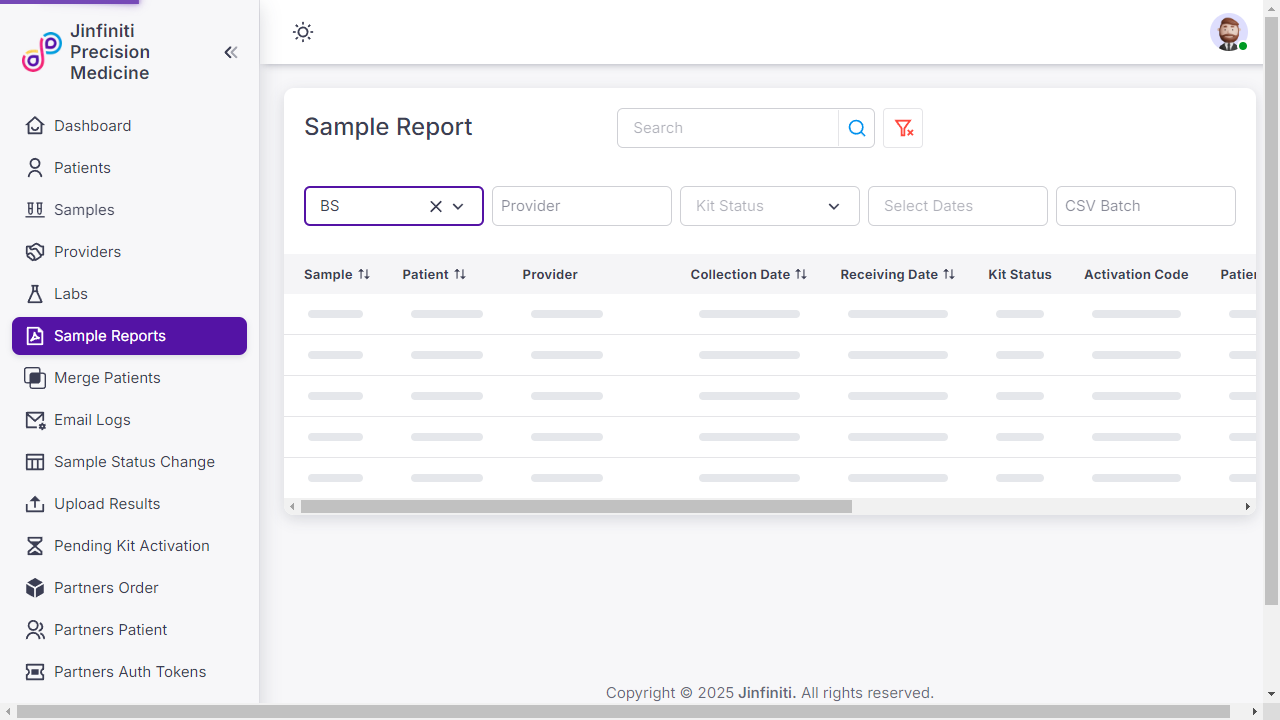 Jinfiniti
Precision
Medicine
Dashboard
Patients
Samples
Providers
Labs
Sample Reports
Merge Patients
Email Logs
Sample Status Change
Upload Results
Pending Kit Activation
Partners Order
Partners Patient
Partners Auth Tokens
Sample Report
Search
BS
Provider
Kit Status
Select Dates
CSV Batch
Sample Patient Provider Collection Date Receiving Date Kit Status Activation Code
Copyright © 2025 Jinfiniti. All rights reserved.